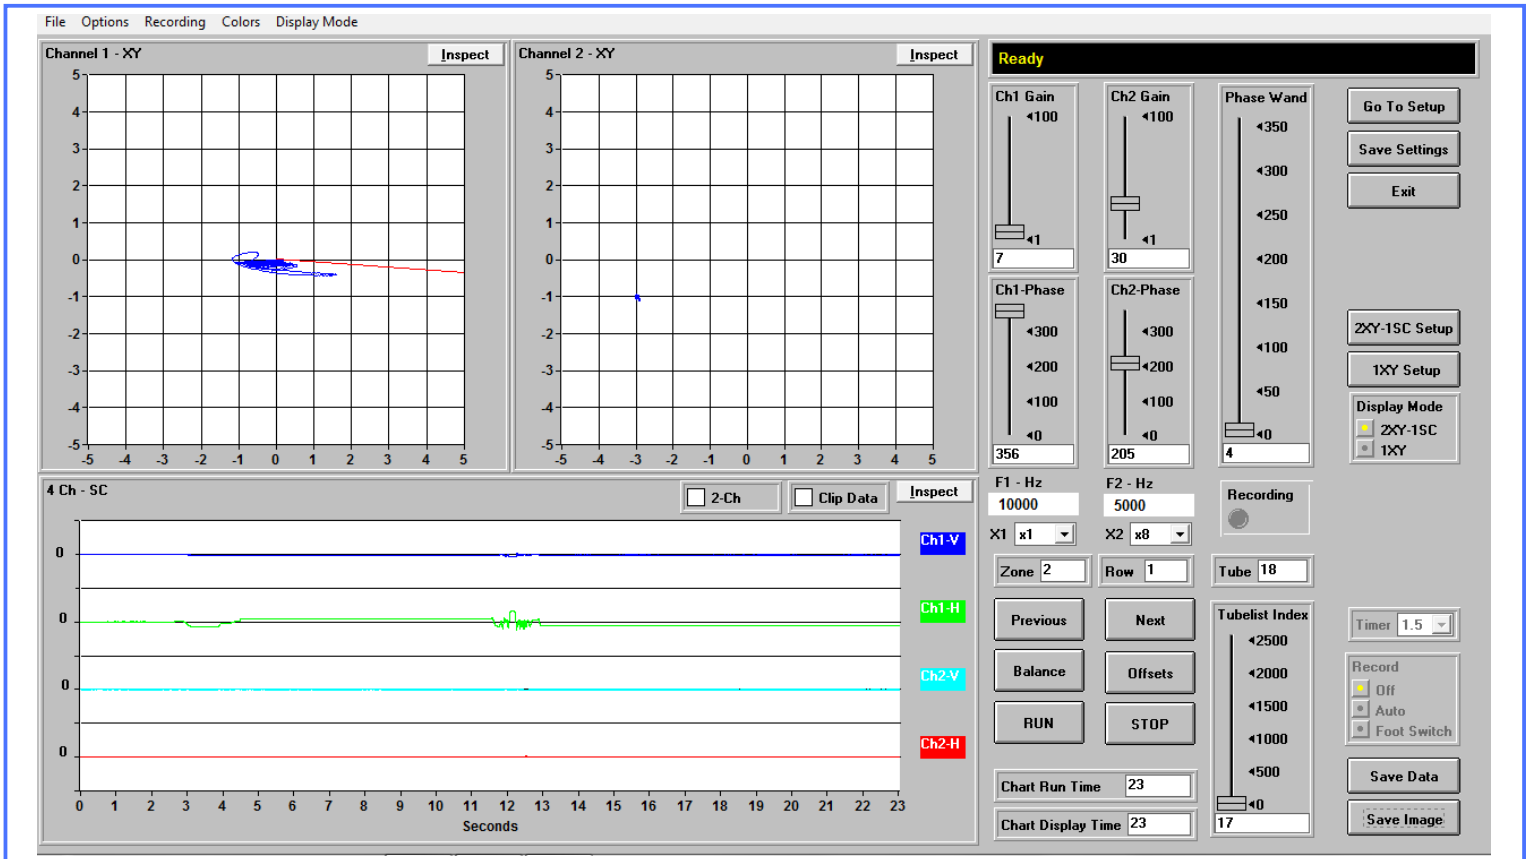 File Options Recording Colors Display Mode
Channel 1 - XY Inspect
5
4
3
2
1
0
-1
-2
-3
-4
-5
-5 -4 -3 -2 -1 0 1 2 3 4 5
Channel 2 - XY Inspect
5
4
3
2
1
0
-1
-2
-3
-4
-5
-5 -4 -3 -2 -1 0 1 2 3 4 5
4 Ch - SC 2-Ch Clip Data Inspect
0 Ch1-V
0 Ch1-H
0 Ch2-V
0 Ch2-H
0 1 2 3 4 5 6 7 8 9 10 11 12 13 14 15 16 17 18 19 20 21 22 23
Seconds
Ready
Ch1 Gain
100
1
7
Ch2 Gain
100
1
30
Phase Wand
350
300
250
200
150
100
50
0
4
Ch1-Phase
300
200
100
0
356
Ch2-Phase
300
200
100
0
205
F1 - Hz
10000
F2 - Hz
5000
X1 x1
X2 x8
Recording
Zone 2
Row 1
Tube 18
Previous Next
Balance Offsets
RUN STOP
Chart Run Time 23
Chart Display Time 23
Tubelist Index
2500
2000
1500
1000
500
0
17
Go To Setup
Save Settings
Exit
2XY-1SC Setup
1XY Setup
Display Mode
2XY-1SC
1XY
Timer 1.5
Record
Off
Auto
Foot Switch
Save Data
Save Image